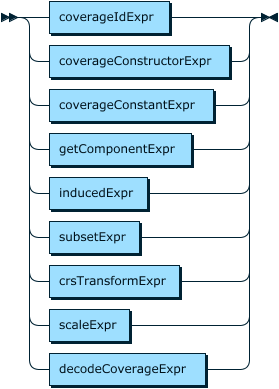 coverageIdExpr
coverageConstructorExpr
coverageConstantExpr
getComponentExpr
inducedExpr
subsetExpr
crsTransformExpr
scaleExpr
decodeCoverageExpr